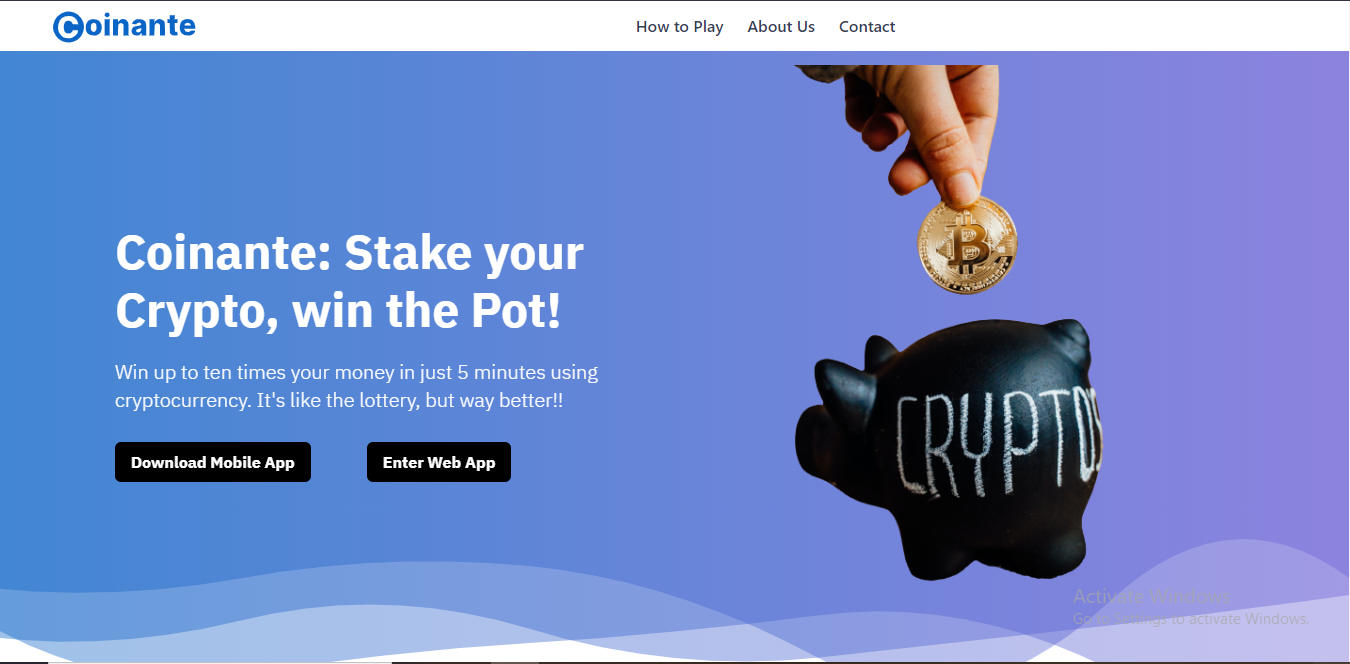 Coinante
How to Play
About Us
Contact
Coinante: Stake your
Crypto, win the Pot!
Win up to ten times your money in just 5 minutes using
cryptocurrency. It's like the lottery, but way better!!
Download Mobile App
Enter Web App
B
CRYPTOS
Activate Windows
Go to Settings to activate Windows.